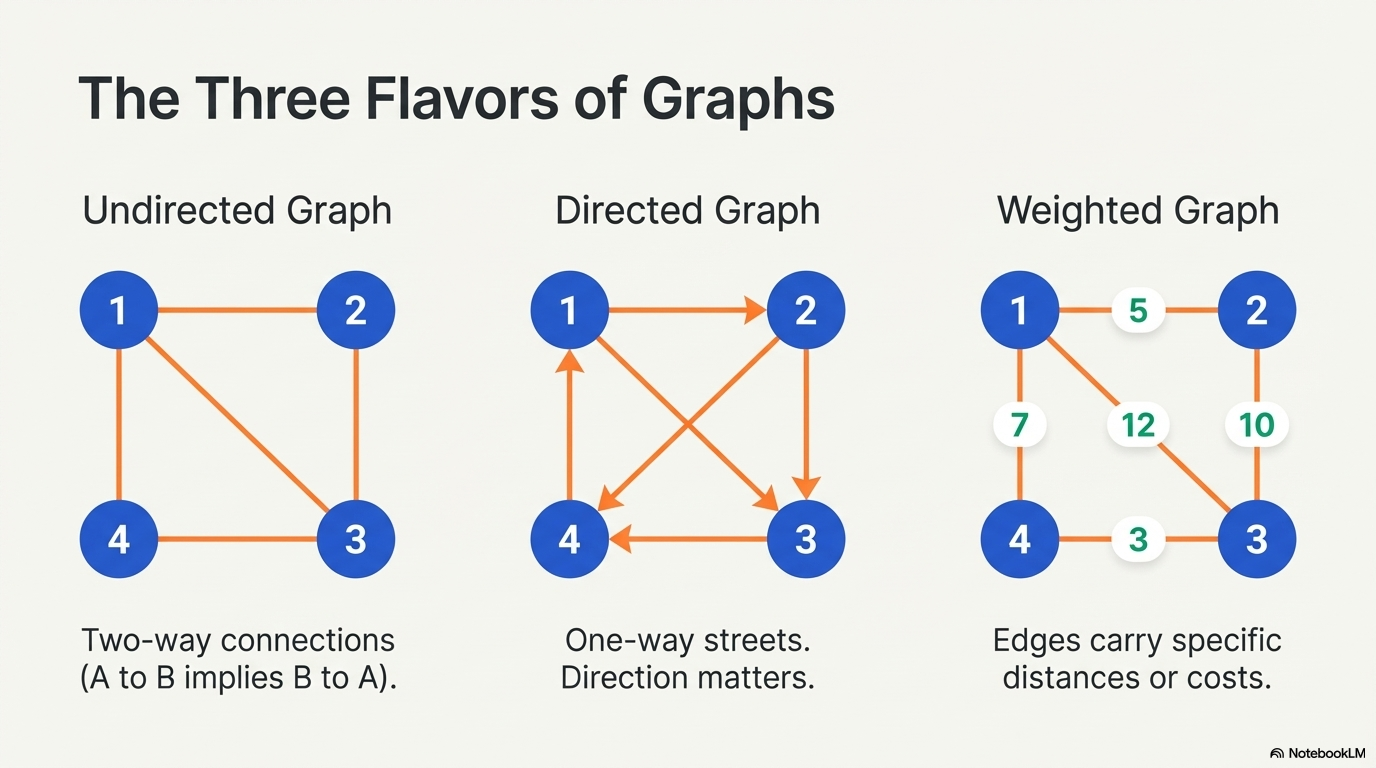 The Three Flavors of Graphs
Undirected Graph
1
2
4
3
Two-way connections
(A to B implies B to A).
Directed Graph
1
2
4
3
One-way streets.
Direction matters.
Weighted Graph
1
5
2
7
12
10
4
3
3
Edges carry specific
distances or costs.
NotebookLM